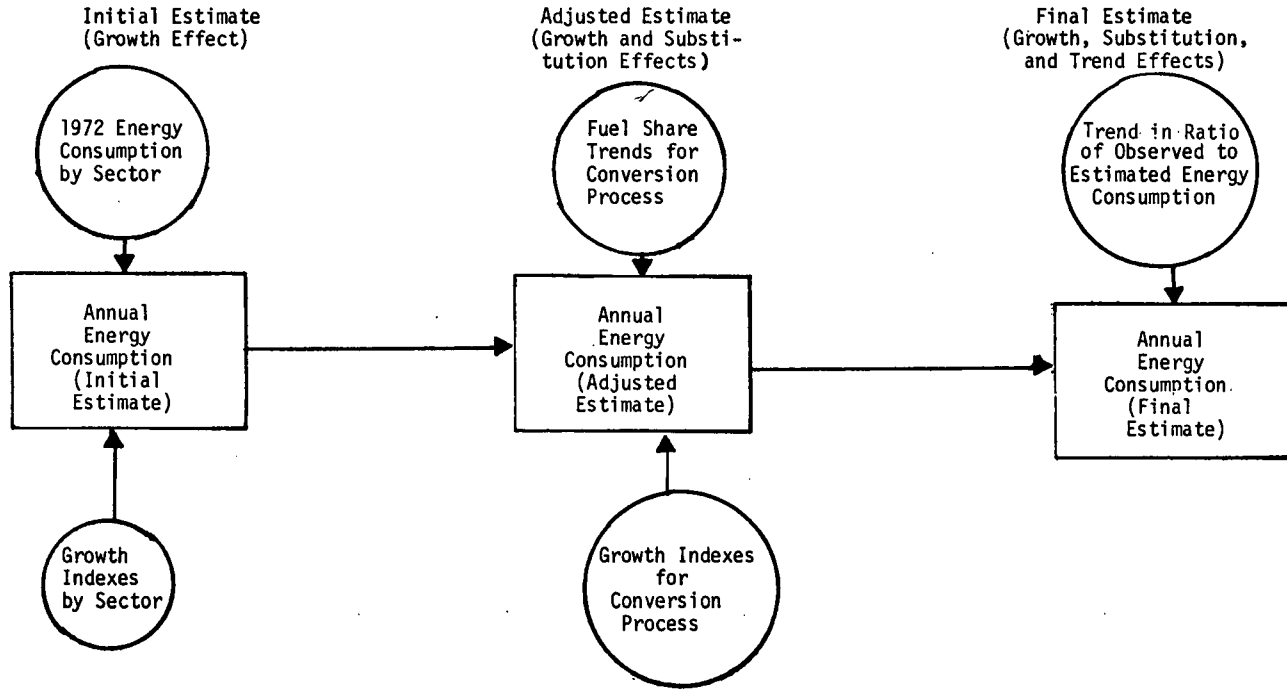 Initial Estimate
(Growth Effect)
Adjusted Estimate
(Growth and Substi-
tution Effects)
Final Estimate
(Growth, Substitution,
and Trend Effects)
1972 Energy
Consumption
by Sector
Fuel Share
Trends for
Conversion
Process
Trend in Ratio
of Observed to
Estimated Energy
Consumption
Annual
Energy
Consumption
(Initial
Estimate)
Annual
Energy
Consumption
(Adjusted
Estimate)
Annual
Energy
Consumption
(Final
Estimate)
Growth
Indexes
by Sector
Growth Indexes
for
Conversion
Process